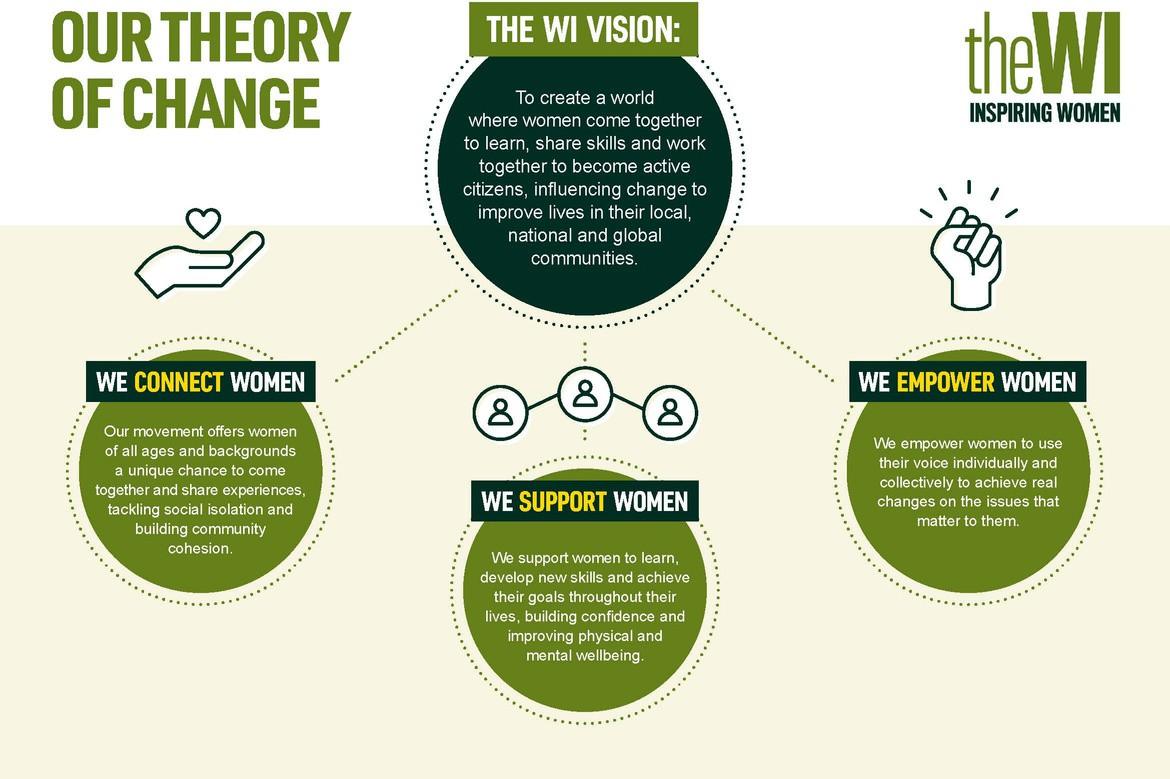 OUR THEORY
OF CHANGE
THE WI VISION:
To create a world
where women come together
to learn, share skills and work
together to become active
citizens, influencing change to
improve lives in their local,
national and global
communities.
theWI
INSPIRING WOMEN
WE CONNECT WOMEN
Our movement offers women
of all ages and backgrounds
a unique chance to come
together and share experiences,
tackling social isolation and
building community
cohesion.
WE SUPPORT WOMEN
We support women to learn,
develop new skills and achieve
their goals throughout their
lives, building confidence and
improving physical and
mental wellbeing.
WE EMPOWER WOMEN
We empower women to use
their voice individually and
collectively to achieve real
changes on the issues that
matter to them.